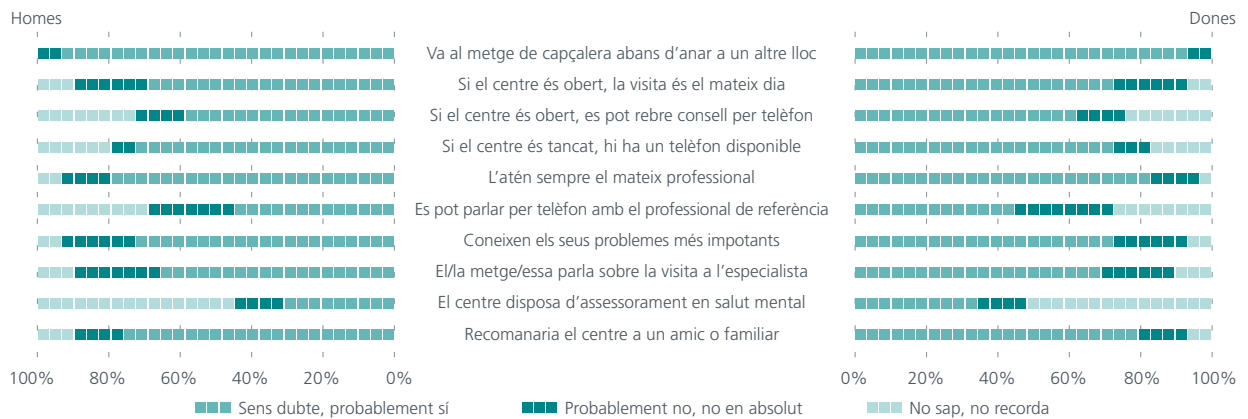 Homes
Dones
Va al metge de capçalera abans d’anar a un altre lloc
Si el centre és obert, la visita és el mateix dia
Si el centre és obert, es pot rebre consell per telèfon
Si el centre és tancat, hi ha un telèfon disponible
L’atén sempre el mateix professional
Es pot parlar per telèfon amb el professional de referència
Coneixen els seus problemes més impotants
El/la metge/essa parla sobre la visita a l’especialista
El centre disposa d’assessorament en salut mental
Recomanaria el centre a un amic o familiar
100% 80% 60% 40% 20% 0%
0% 20% 40% 60% 80% 100%
Sens dubte, probablement sí
Probablement no, no en absolut
No sap, no recorda